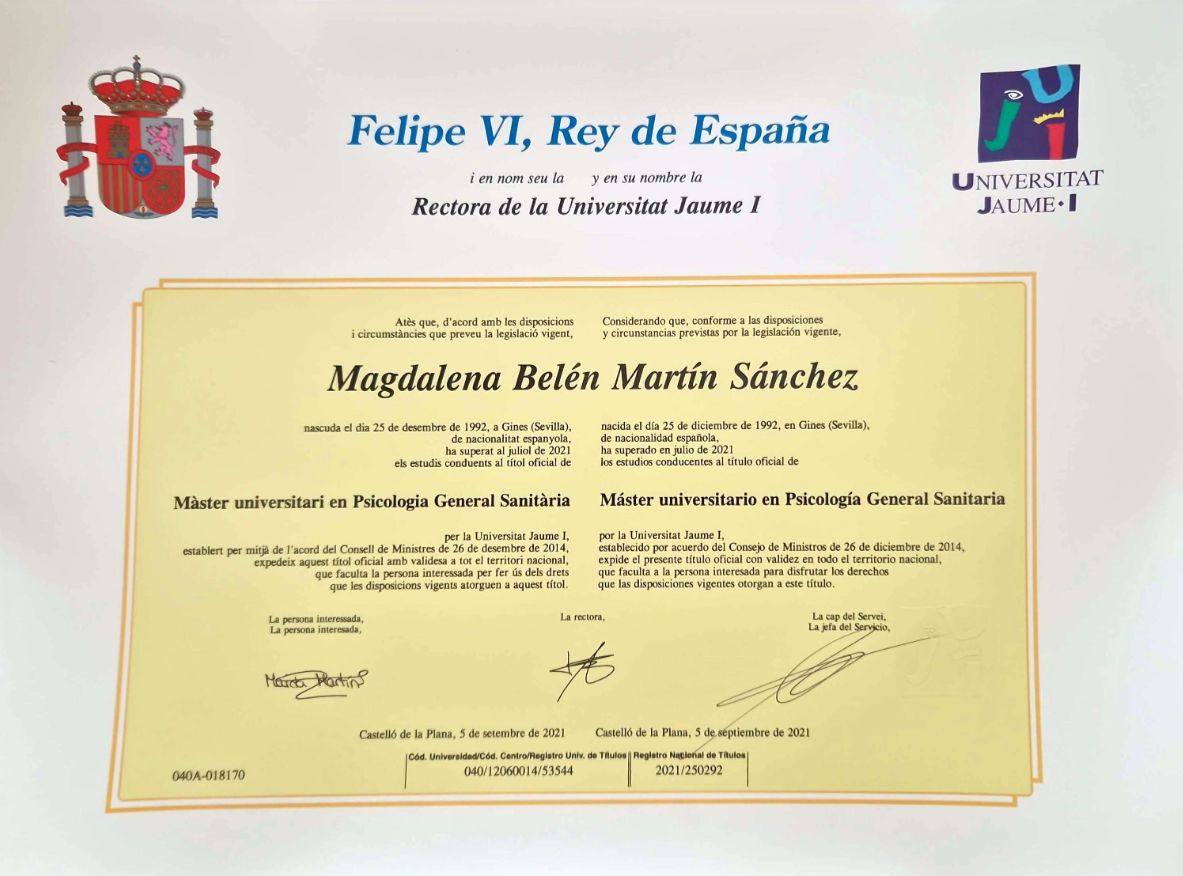 Felipe VI, Rey de España
i en nom seu la y en su nombre la
Rectora de la Universitat Jaume I
UNIVERSITAT
JAUME·I
Atès que, d'acord amb les disposicions
i circumstàncies que preveu la legislació vigent,
Considerando que, conforme a las disposiciones
y circunstancias previstas por la legislación vigente,
Magdalena Belén Martín Sánchez
nascuda el dia 25 de desembre de 1992, a Gines (Sevilla),
de nacionalitat espanyola,
ha superat al juliol de 2021
els estudis conduents al títol oficial de
nacida el día 25 de diciembre de 1992, en Gines (Sevilla),
de nacionalidad española,
ha superado en julio de 2021
los estudios conducentes al título oficial de
Màster universitari en Psicologia General Sanitària
Máster universitario en Psicología General Sanitaria
per la Universitat Jaume I,
establert per mitjà de l'acord del Consell de Ministres de 26 de desembre de 2014,
expedeix aquest títol oficial amb validesa a tot el territori nacional,
que faculta la persona interessada per fer ús dels drets
que les disposicions vigents atorguen a aquest títol.
por la Universitat Jaume I,
establecido por acuerdo del Consejo de Ministros de 26 de diciembre de 2014,
expide el presente título oficial con validez en todo el territorio nacional,
que faculta a la persona interesada para disfrutar los derechos
que las disposiciones vigentes otorgan a este título.
La persona interessada,
La persona interesada,
La rectora,
La cap del Servei,
La jefa del Servicio,
Castelló de la Plana, 5 de setembre de 2021
Castelló de la Plana, 5 de septiembre de 2021
040A-018170
Cód. Universidad/Cód. Centro/Registro Univ. de Títulos
040/12060014/53544
Registro Nacional de Títulos
2021/250292